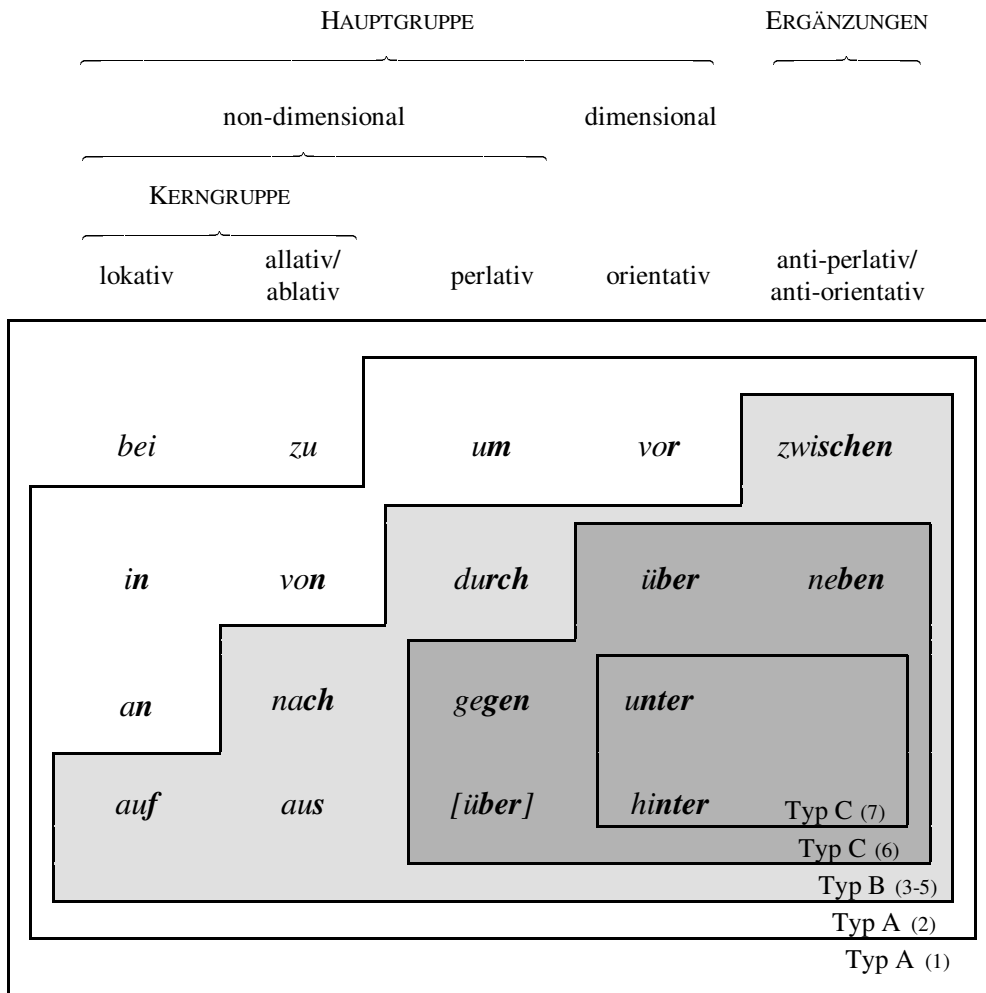 HAUPTGRUPPE ERGÄNZUNGEN
non-dimensional dimensional
KERNGRUPPE
lokativ allativ/ ablativ perlativ orientativ anti-perlativ/ anti-orientativ
bei zu um vor zwischen
in von durch über neben
an nach gegen unter
auf aus [über] hinter
Typ C (7)
Typ C (6)
Typ B (3-5)
Typ A (2)
Typ A (1)